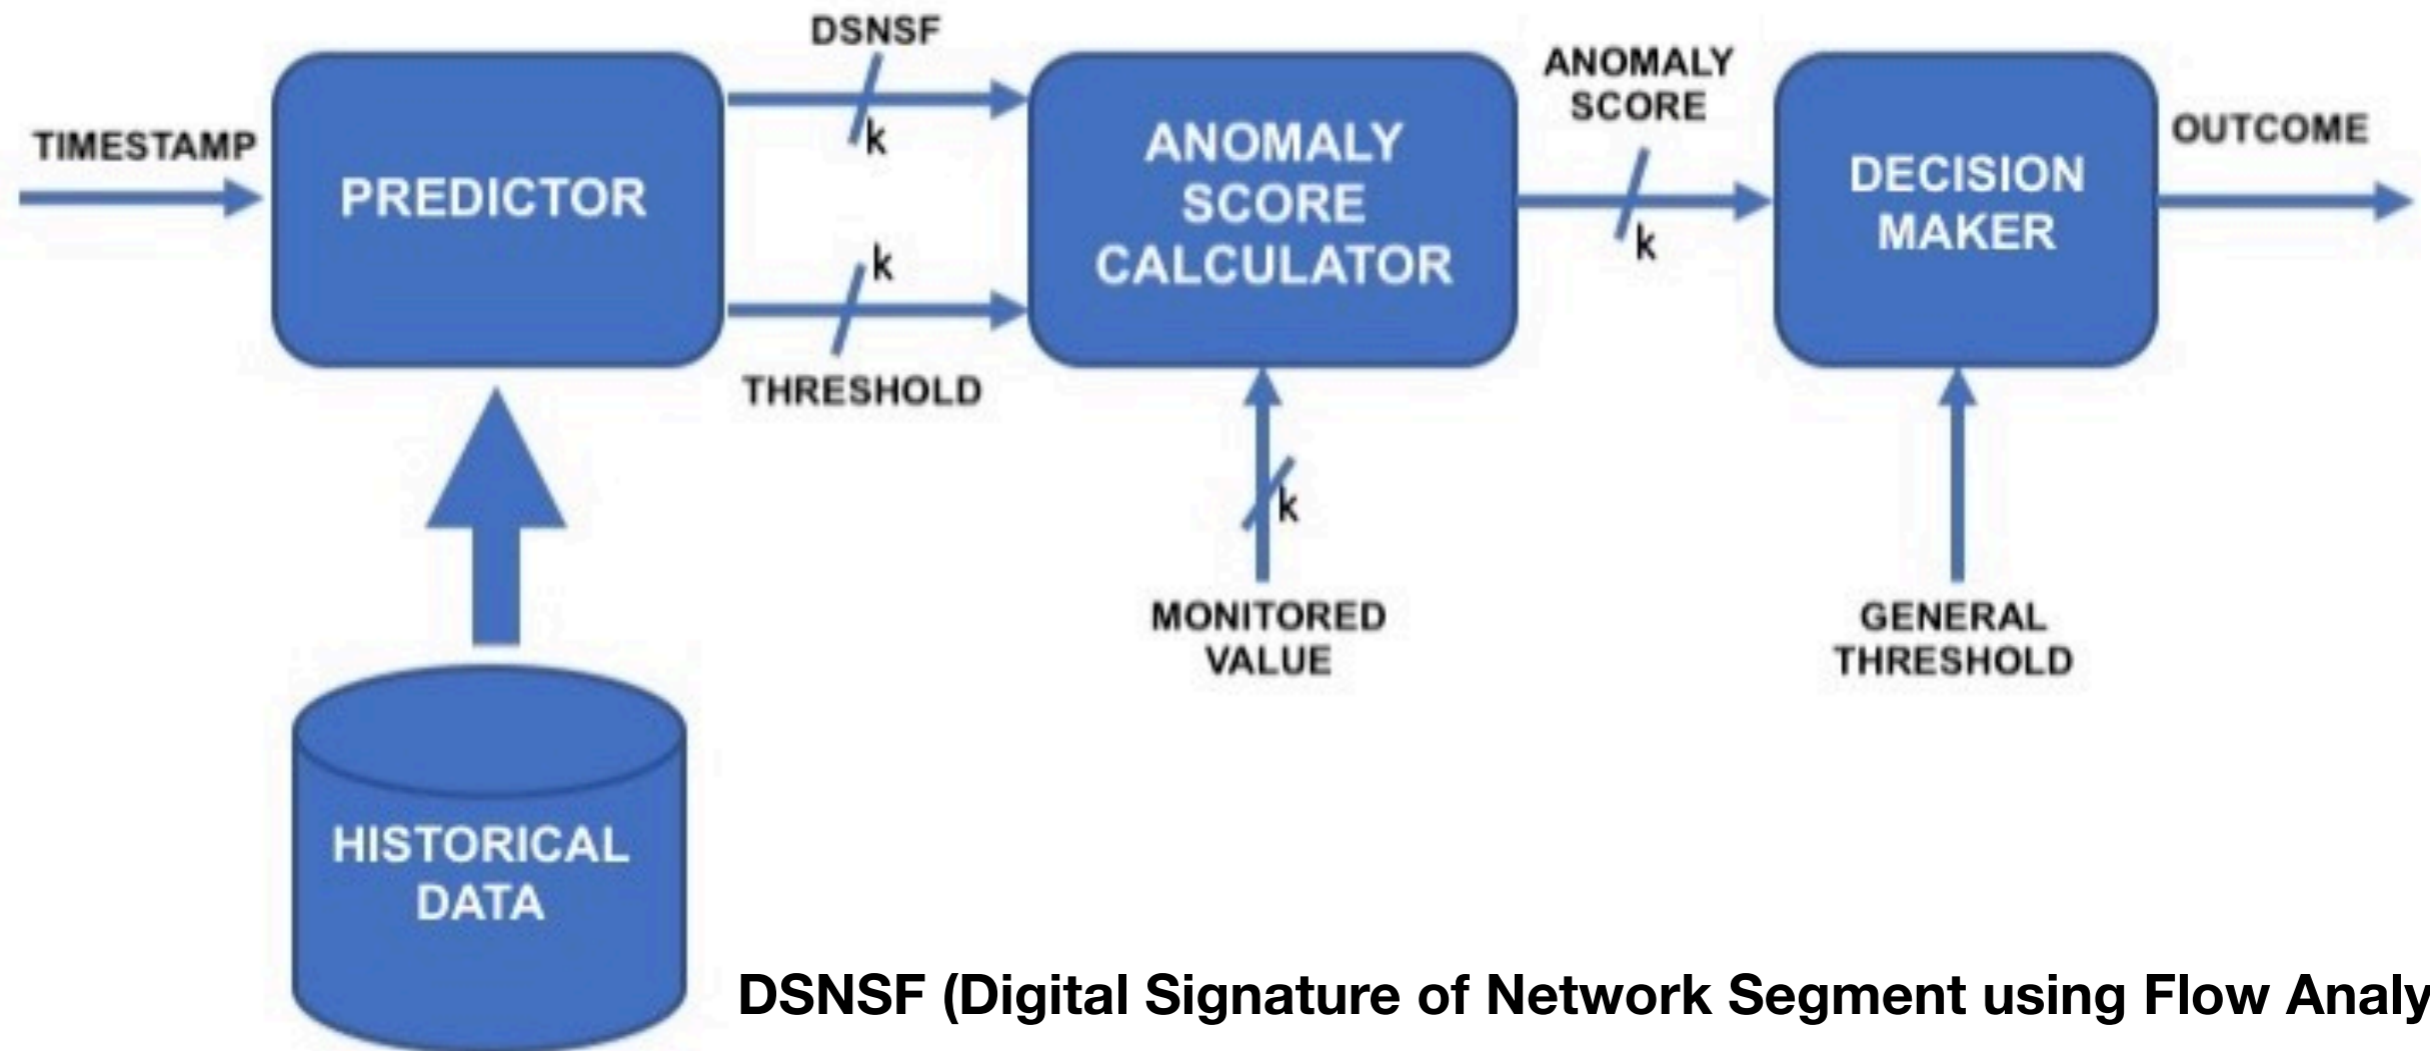 DSNSF
k
TIMESTAMP
PREDICTOR
k
THRESHOLD
ANOMALY
SCORE
CALCULATOR
ANOMALY
SCORE
k
DECISION
MAKER
OUTCOME
k
MONITORED
VALUE
GENERAL
THRESHOLD
HISTORICAL
DATA
DSNSF (Digital Signature of Network Segment using Flow Analy